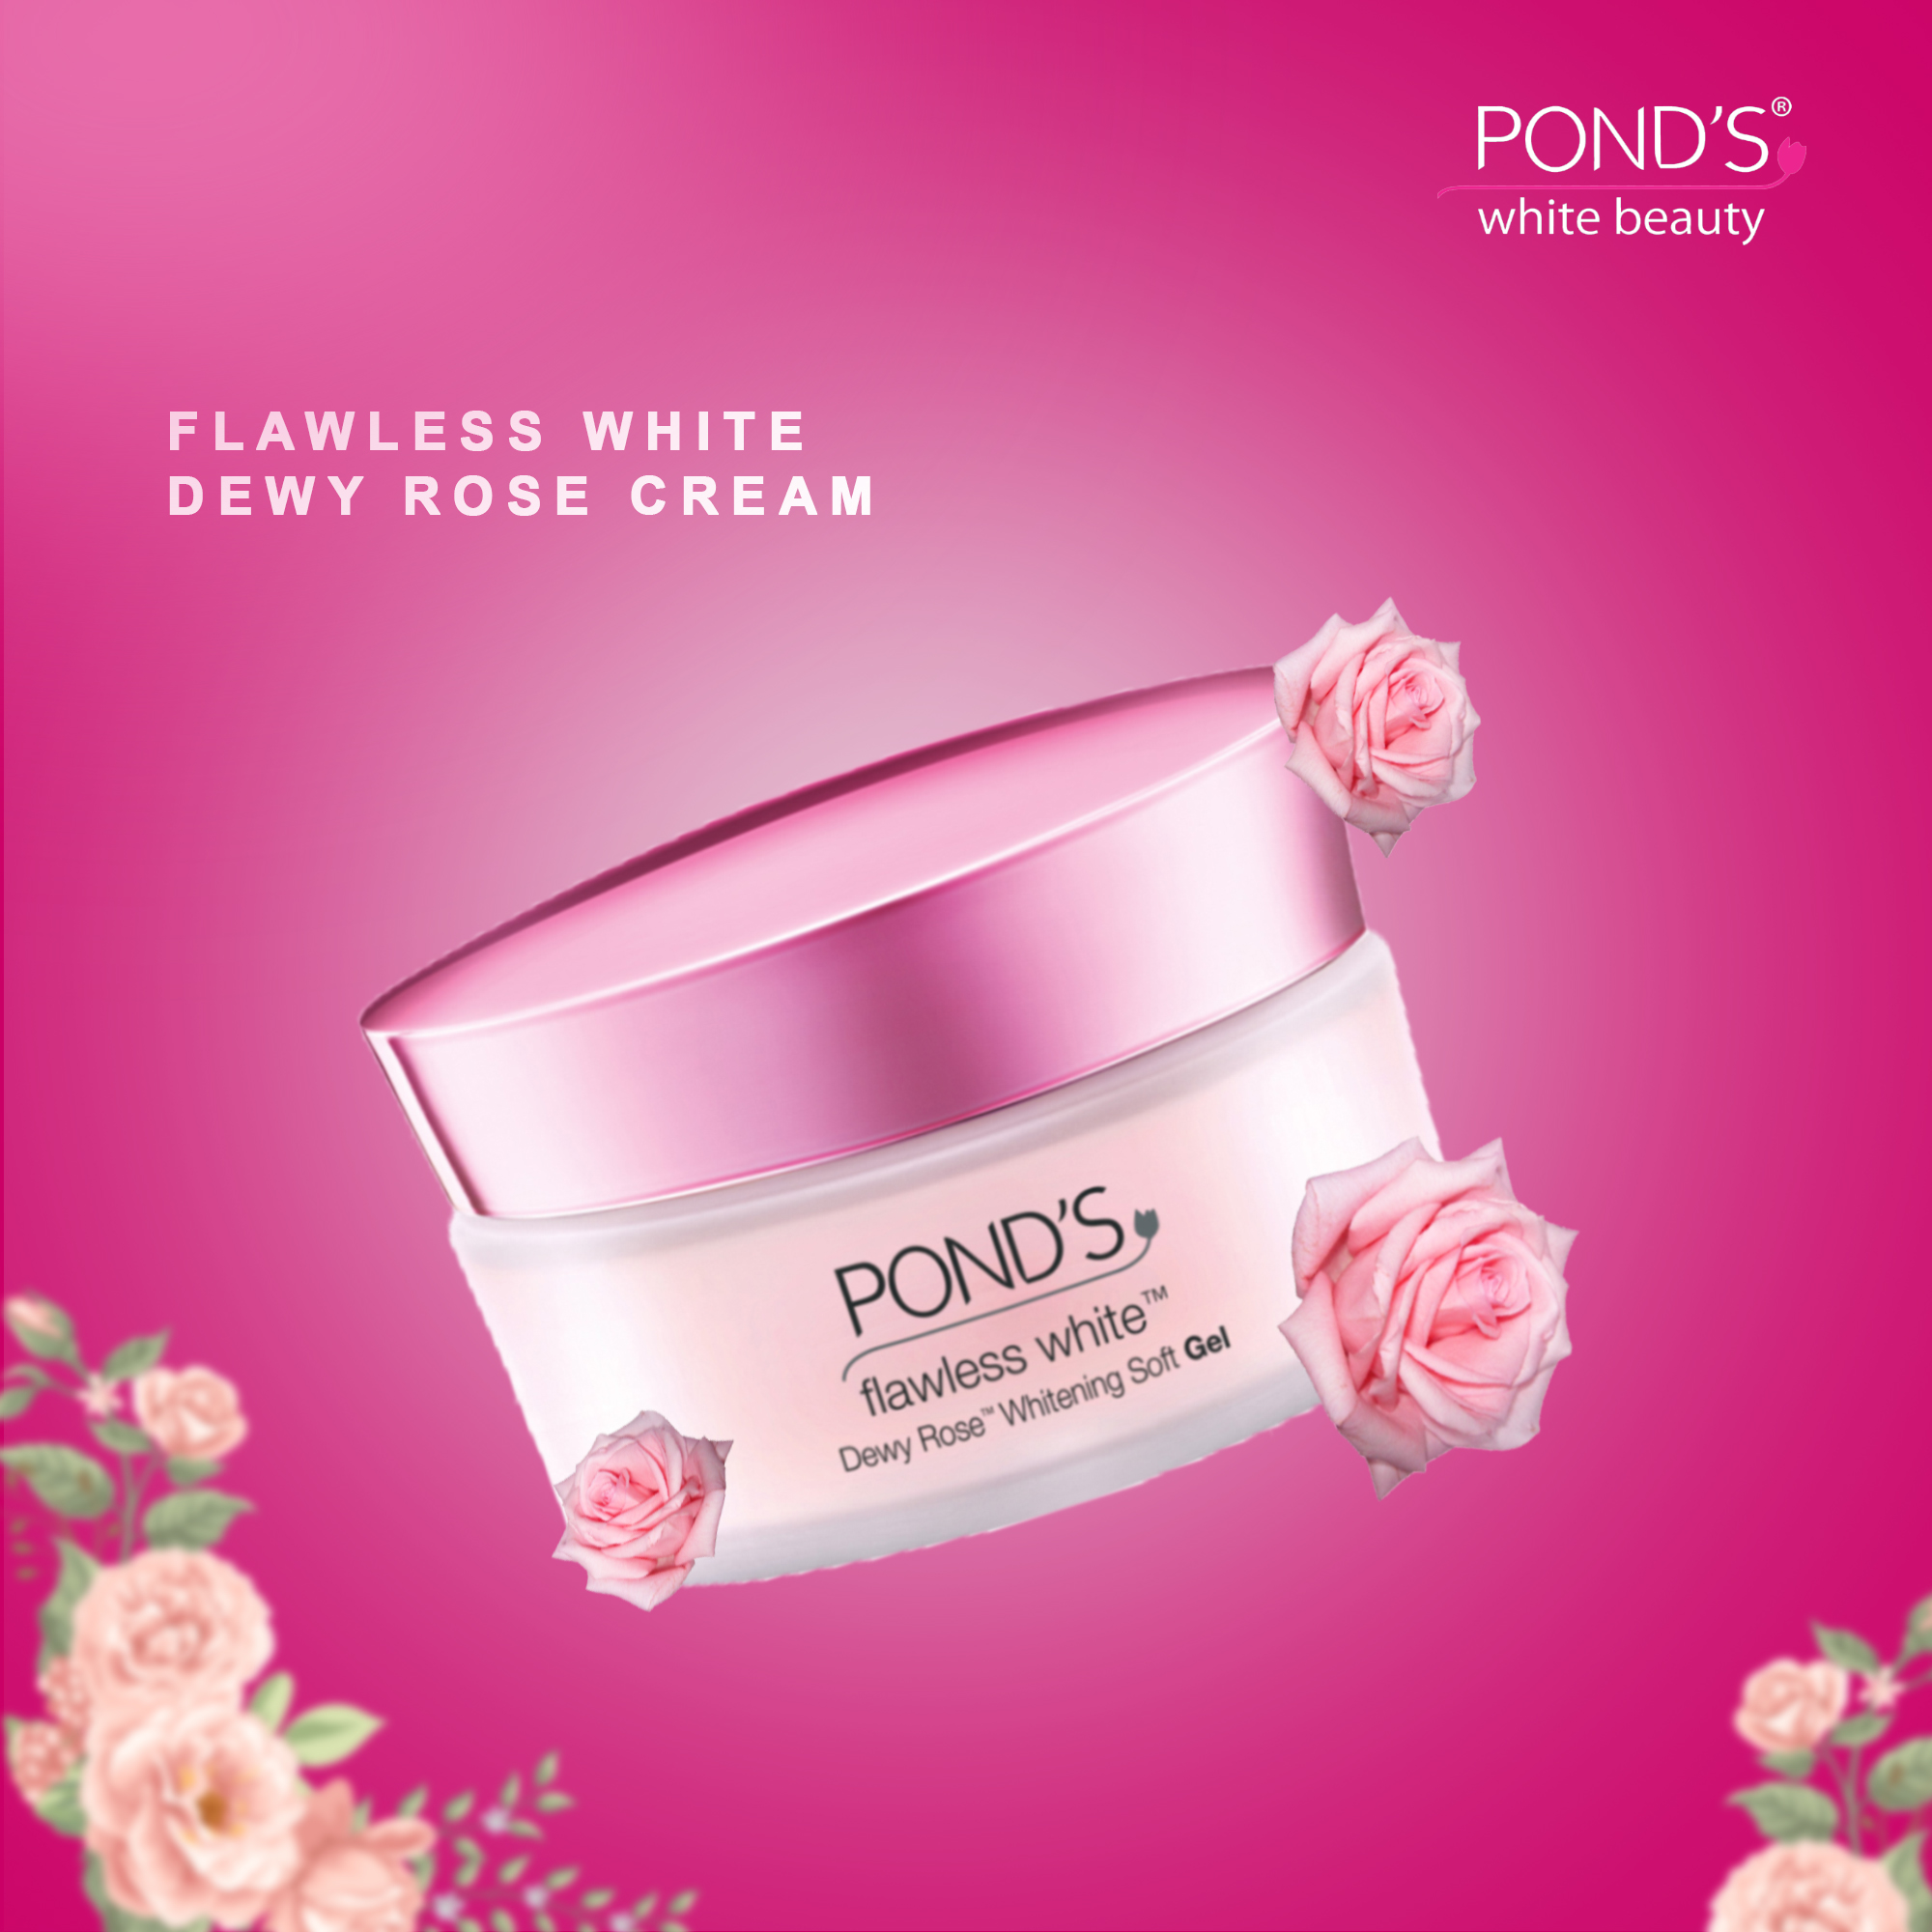 POND'S®
white beauty
FLAWLESS WHITE
DEWY ROSE CREAM
POND'S
flawless white™
Dewy Rose™ Whitening Soft Gel